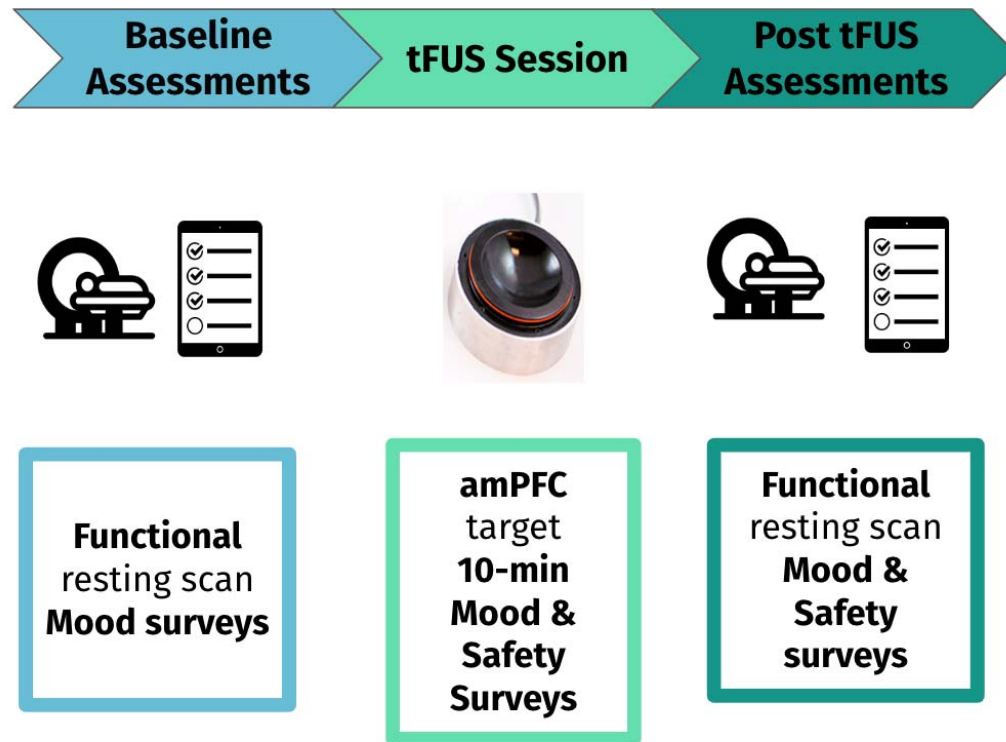 Baseline
Assessments
tFUS Session
Post tFUS
Assessments
Functional
resting scan
Mood surveys
amPFC
target
10-min
Mood &
Safety
Surveys
Functional
resting scan
Mood &
Safety
surveys